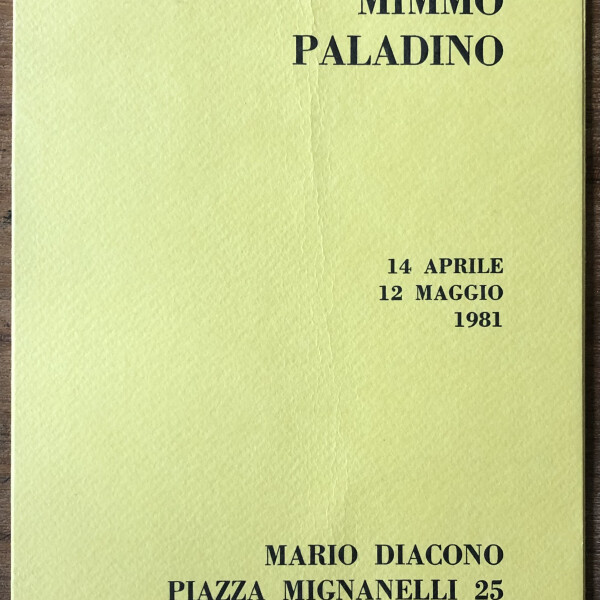 MIMMO
PALADINO
14 APRILE
12 MAGGIO
1981
MARIO DIACONO
PIAZZA MIGNANELLI 25